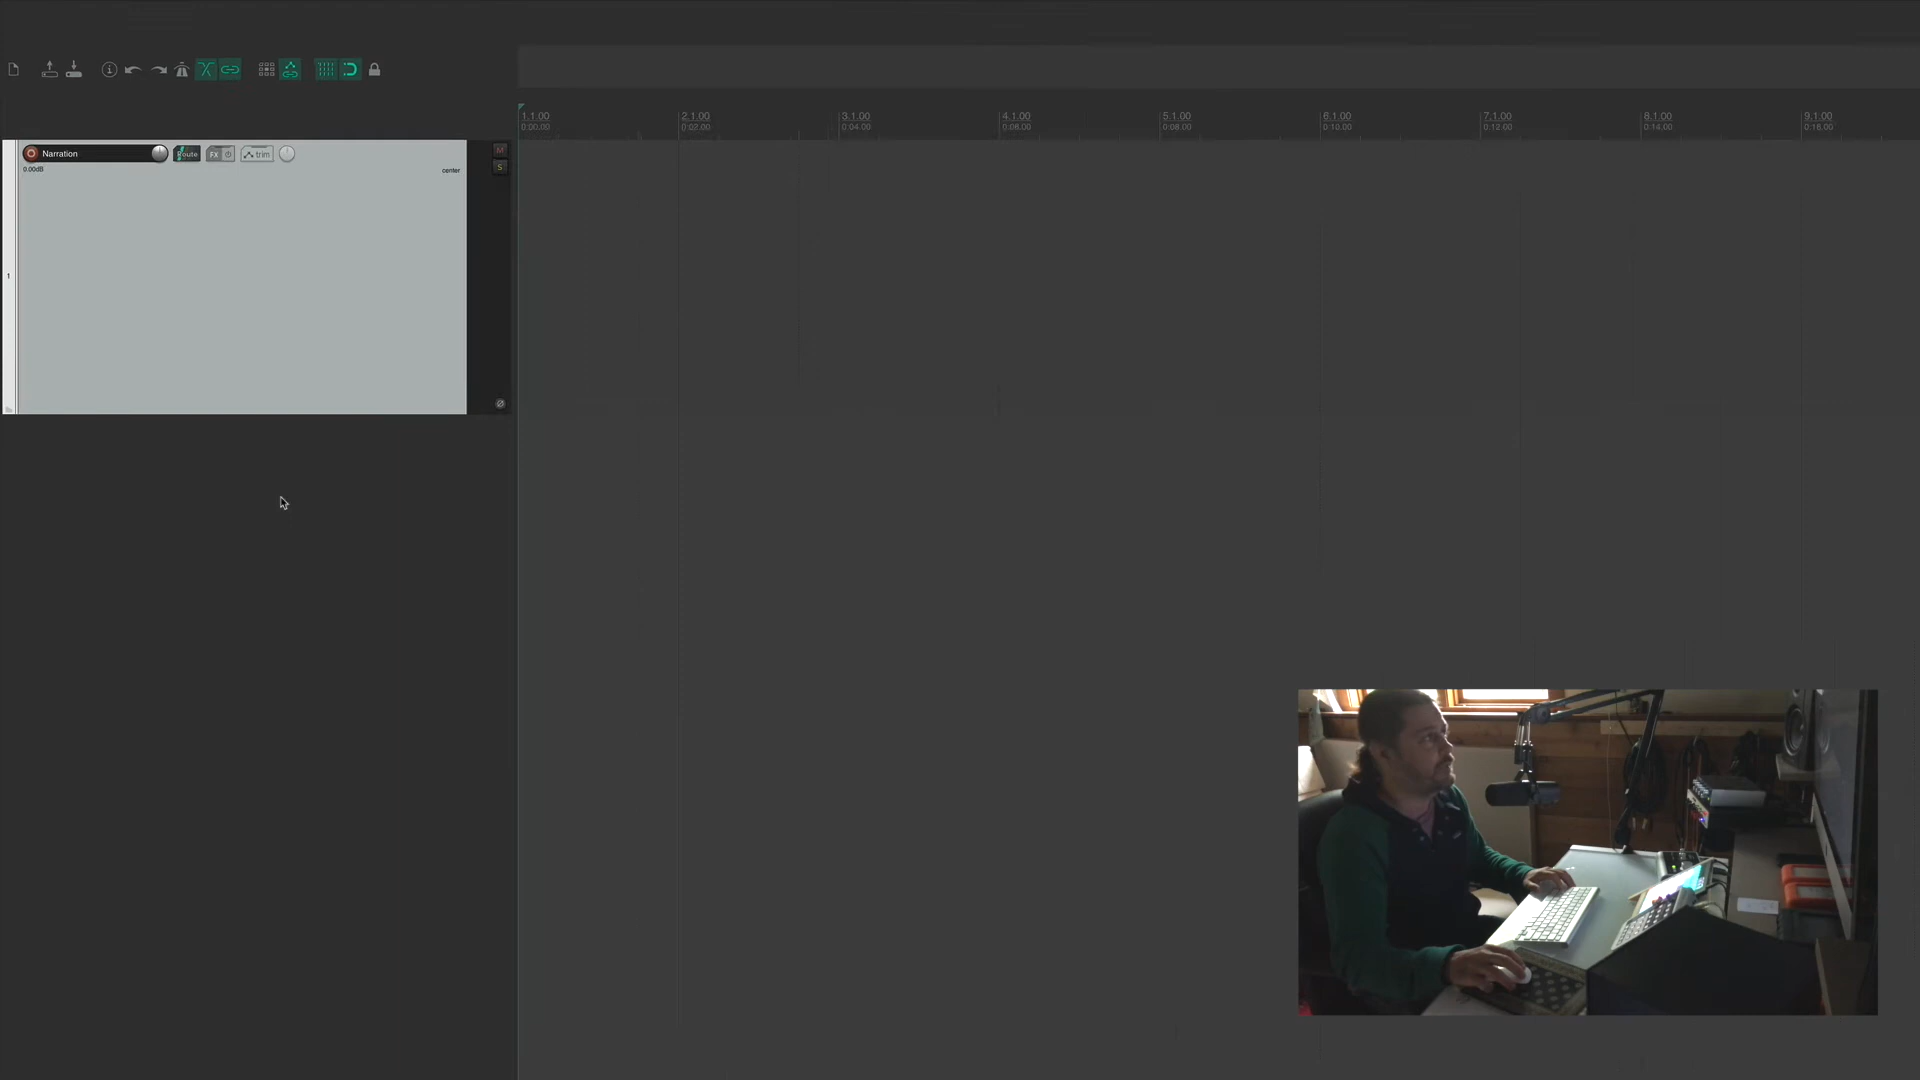 1.1.00 2.1.00 3.1.00 4.1.00 5.1.00 6.1.00 7.1.00 8.1.00 9.1.00
0:00.00 0:02.00 0:04.00 0:06.00 0:08.00 0:10.00 0:12.00 0:14.00 0:16.00
Narration FX trim M
0.00dB center S
1